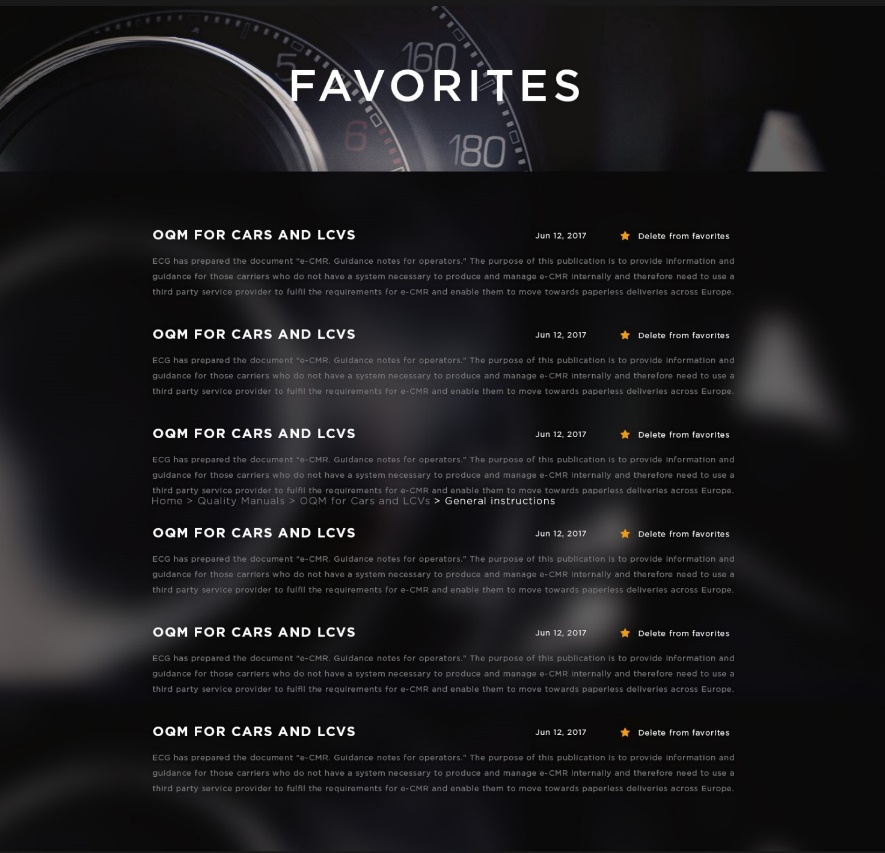 5
160
FAVORITES
6
180
OQM FOR CARS AND LCVS
Jun 12, 2017
Delete from favorites
ECG has prepared the document “e-CMR. Guidance notes for operators.” The purpose of this publication is to provide information and
guidance for those carriers who do not have a system necessary to produce and manage e-CMR internally and therefore need to use a
third party service provider to fulfil the requirements for e-CMR and enable them to move towards paperless deliveries across Europe.
OQM FOR CARS AND LCVS
Jun 12, 2017
Delete from favorites
ECG has prepared the document “e-CMR. Guidance notes for operators.” The purpose of this publication is to provide information and
guidance for those carriers who do not have a system necessary to produce and manage e-CMR internally and therefore need to use a
third party service provider to fulfil the requirements for e-CMR and enable them to move towards paperless deliveries across Europe.
OQM FOR CARS AND LCVS
Jun 12, 2017
Delete from favorites
ECG has prepared the document “e-CMR. Guidance notes for operators.” The purpose of this publication is to provide information and
guidance for those carriers who do not have a system necessary to produce and manage e-CMR internally and therefore need to use a
third party service provider to fulfil the requirements for e-CMR and enable them to move towards paperless deliveries across Europe.
Home > Quality Manuals > OQM for Cars and LCVs > General instructions
OQM FOR CARS AND LCVS
Jun 12, 2017
Delete from favorites
ECG has prepared the document “e-CMR. Guidance notes for operators.” The purpose of this publication is to provide information and
guidance for those carriers who do not have a system necessary to produce and manage e-CMR internally and therefore need to use a
third party service provider to fulfil the requirements for e-CMR and enable them to move towards paperless deliveries across Europe.
OQM FOR CARS AND LCVS
Jun 12, 2017
Delete from favorites
ECG has prepared the document “e-CMR. Guidance notes for operators.” The purpose of this publication is to provide information and
guidance for those carriers who do not have a system necessary to produce and manage e-CMR internally and therefore need to use a
third party service provider to fulfil the requirements for e-CMR and enable them to move towards paperless deliveries across Europe.
OQM FOR CARS AND LCVS
Jun 12, 2017
Delete from favorites
ECG has prepared the document “e-CMR. Guidance notes for operators.” The purpose of this publication is to provide information and
guidance for those carriers who do not have a system necessary to produce and manage e-CMR internally and therefore need to use a
third party service provider to fulfil the requirements for e-CMR and enable them to move towards paperless deliveries across Europe.